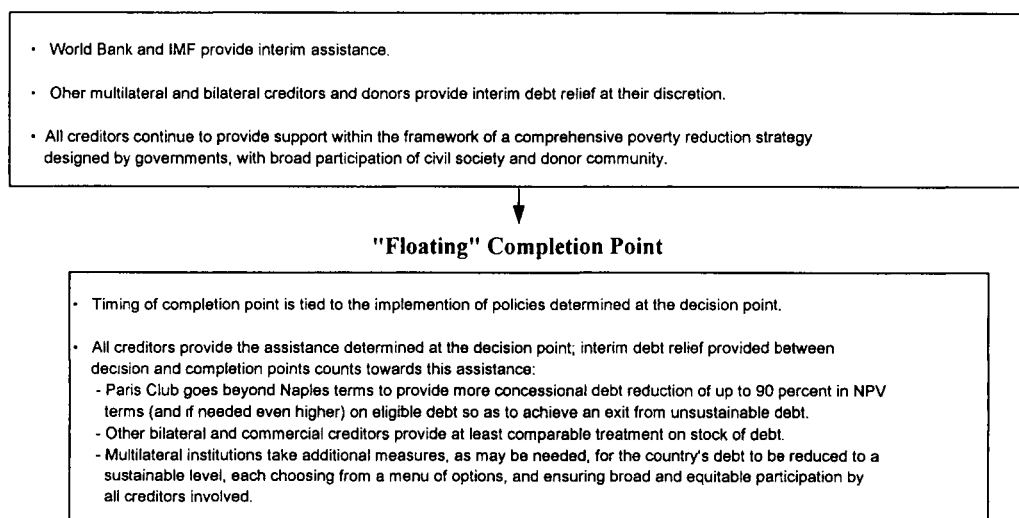 · World Bank and IMF provide interim assistance.
· Oher multilateral and bilateral creditors and donors provide interim debt relief at their discretion.
· All creditors continue to provide support within the framework of a comprehensive poverty reduction strategy
designed by governments, with broad participation of civil society and donor community.
"Floating" Completion Point
· Timing of completion point is tied to the implemention of policies determined at the decision point.
· All creditors provide the assistance determined at the decision point; interim debt relief provided between
decision and completion points counts towards this assistance:
- Paris Club goes beyond Naples terms to provide more concessional debt reduction of up to 90 percent in NPV
terms (and if needed even higher) on eligible debt so as to achieve an exit from unsustainable debt.
- Other bilateral and commercial creditors provide at least comparable treatment on stock of debt.
- Multilateral institutions take additional measures, as may be needed, for the country's debt to be reduced to a
sustainable level, each choosing from a menu of options, and ensuring broad and equitable participation by
all creditors involved.